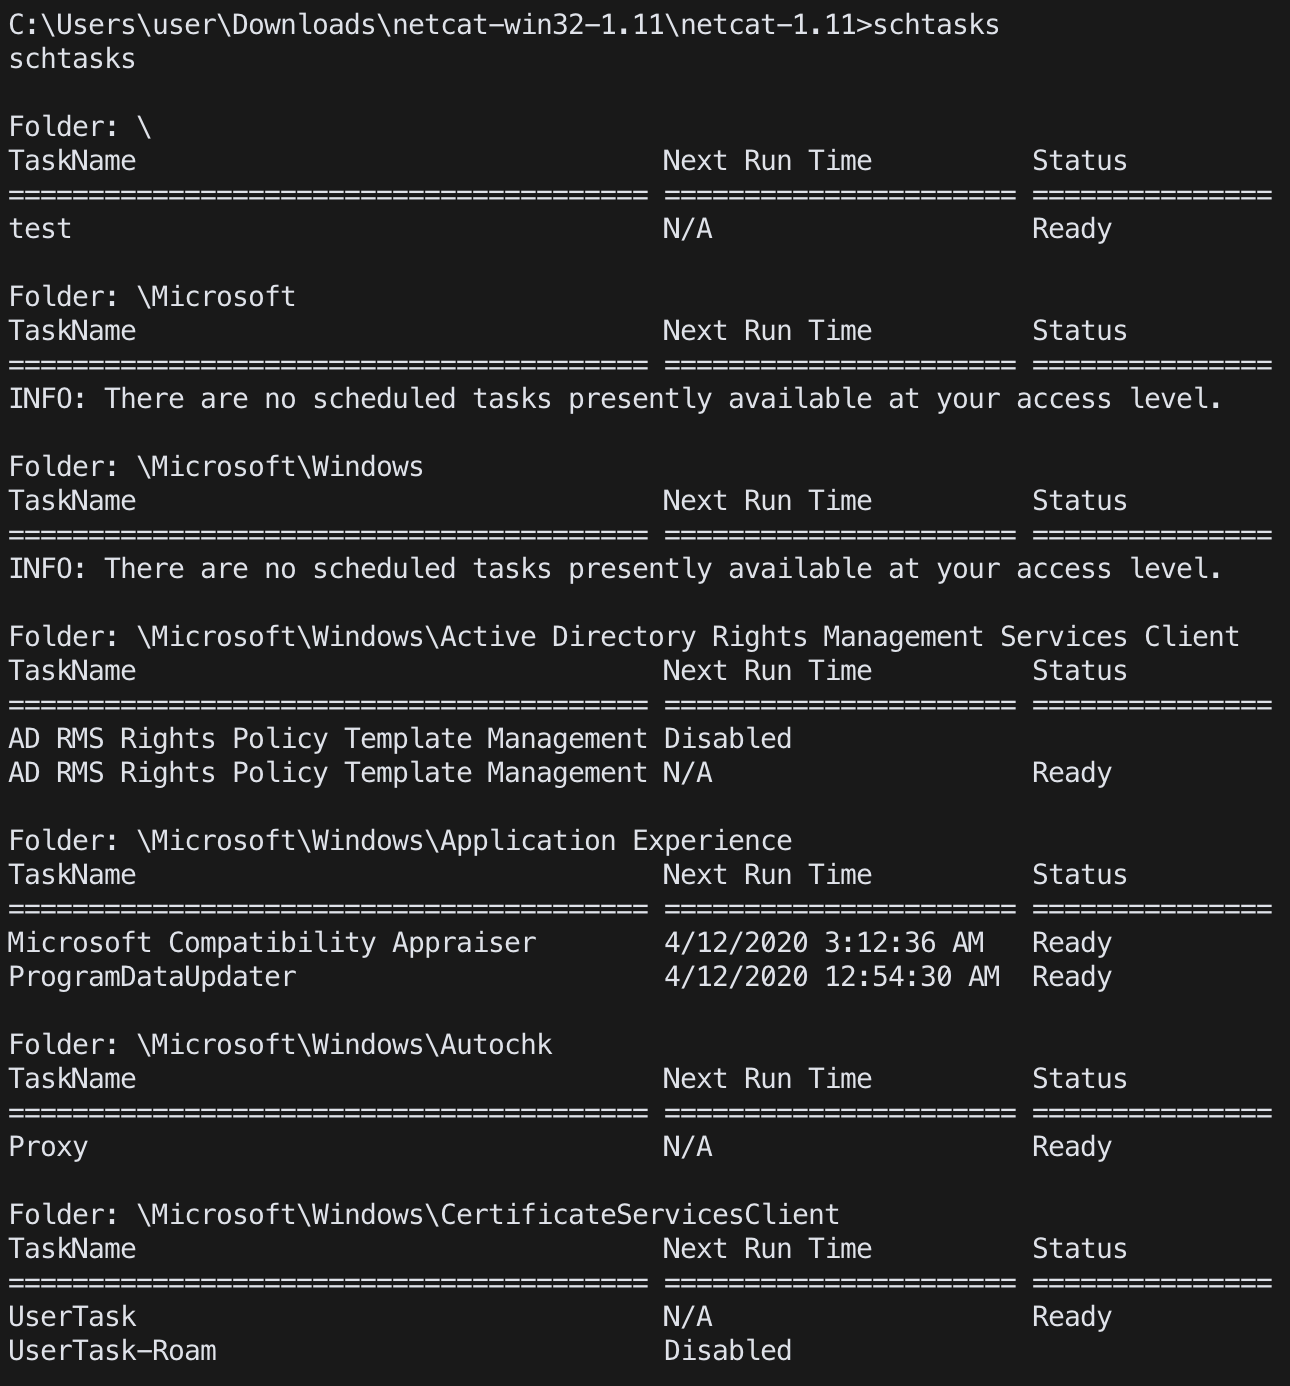 C:\Users\user\Downloads\netcat-win32-1.11\netcat-1.11>schtasks
schtasks

Folder: \
TaskName                                 Next Run Time          Status
======================================== ====================== ===============
test                                     N/A                    Ready

Folder: \Microsoft
TaskName                                 Next Run Time          Status
======================================== ====================== ===============
INFO: There are no scheduled tasks presently available at your access level.

Folder: \Microsoft\Windows
TaskName                                 Next Run Time          Status
======================================== ====================== ===============
INFO: There are no scheduled tasks presently available at your access level.

Folder: \Microsoft\Windows\Active Directory Rights Management Services Client
TaskName                                 Next Run Time          Status
======================================== ====================== ===============
AD RMS Rights Policy Template Management Disabled
AD RMS Rights Policy Template Management N/A                    Ready

Folder: \Microsoft\Windows\Application Experience
TaskName                                 Next Run Time          Status
======================================== ====================== ===============
Microsoft Compatibility Appraiser        4/12/2020 3:12:36 AM   Ready
ProgramDataUpdater                       4/12/2020 12:54:30 AM  Ready

Folder: \Microsoft\Windows\Autochk
TaskName                                 Next Run Time          Status
======================================== ====================== ===============
Proxy                                    N/A                    Ready

Folder: \Microsoft\Windows\CertificateServicesClient
TaskName                                 Next Run Time          Status
======================================== ====================== ===============
UserTask                                 N/A                    Ready
UserTask-Roam                            Disabled